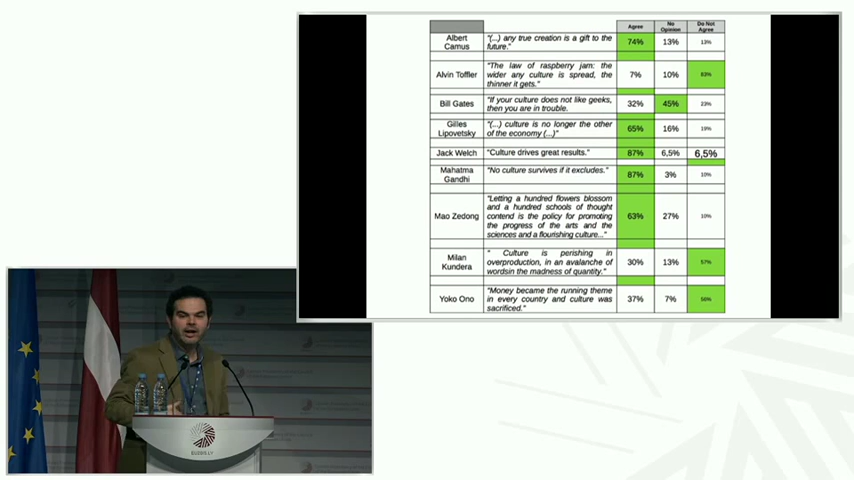 Agree No Opinion Do Not Agree
Albert Camus "(...) any true creation is a gift to the future." 74% 13% 13%
Alvin Toffler "The law of raspberry jam: the wider any culture is spread, the thinner it gets." 7% 10% 83%
Bill Gates "If your culture does not like geeks, then you are in trouble. 32% 45% 23%
Gilles Lipovetsky "(...) culture is no longer the other of the economy (...)" 65% 16% 19%
Jack Welch "Culture drives great results." 87% 6,5% 6,5%
Mahatma Gandhi "No culture survives if it excludes." 87% 3% 10%
Mao Zedong "Letting a hundred flowers blossom and a hundred schools of thought contend is the policy for promoting the progress of the arts and the sciences and a flourishing culture..." 63% 27% 10%
Milan Kundera " Culture is perishing in overproduction, in an avalanche of wordsin the madness of quantity." 30% 13% 57%
Yoko Ono "Money became the running theme in every country and culture was sacrificed." 37% 7% 56%
EU2015.LV